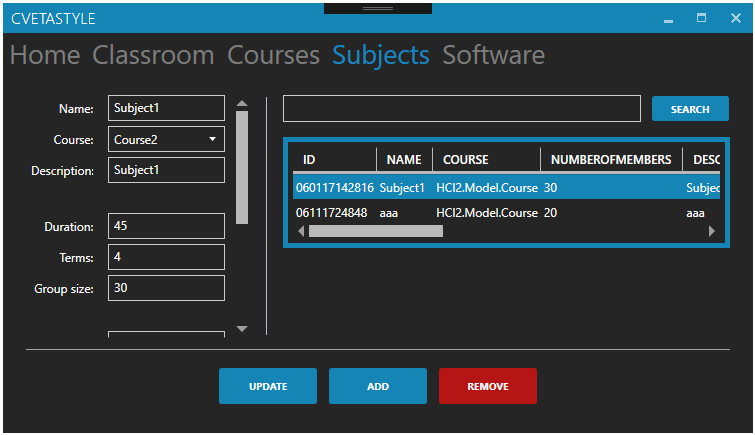 CVETASTYLE
Home Classroom Courses Subjects Software
Name: Subject1
Course: Course2
Description: Subject1
Duration: 45
Terms: 4
Group size: 30
SEARCH
ID NAME COURSE NUMBEROFMEMBERS DESC
060117142816 Subject1 HCI2.Model.Course 30 Subjec
06111724848 aaa HCI2.Model.Course 20 aaa
UPDATE ADD REMOVE